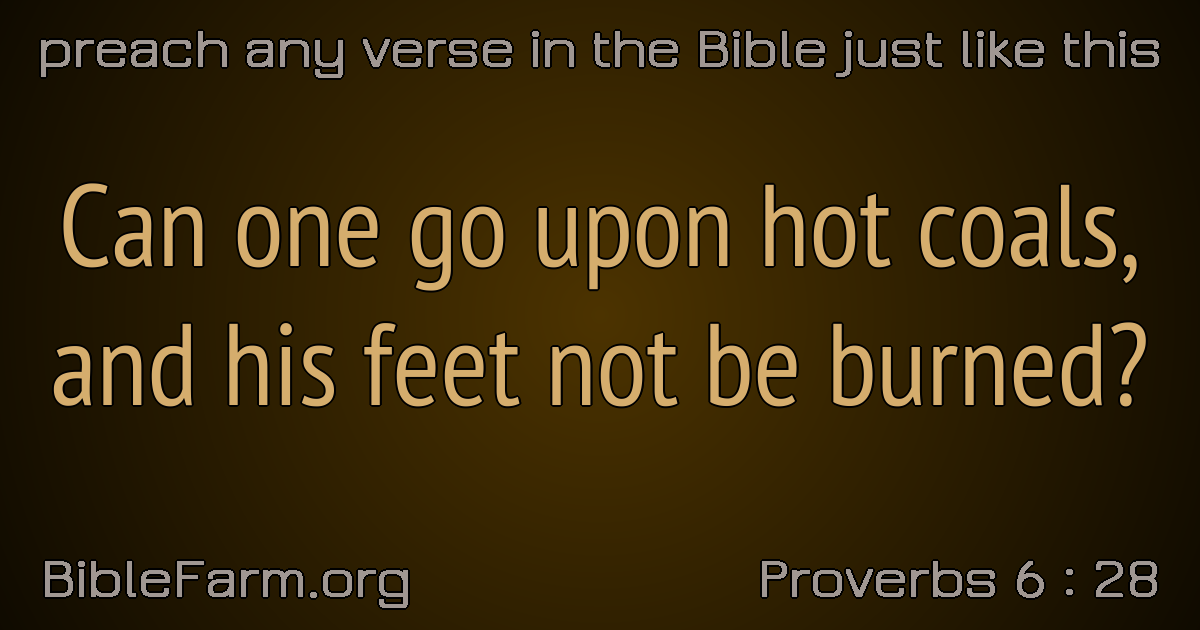 preach any verse in the Bible just like this
Can one go upon hot coals,
and his feet not be burned?
BibleFarm.org
Proverbs 6 : 28